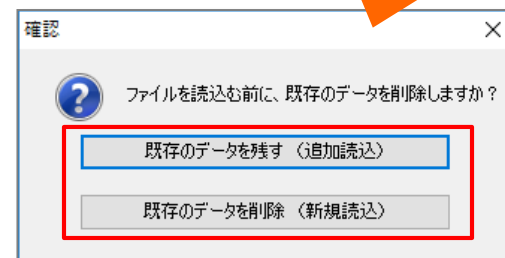 確認
ファイルを読込む前に、既存のデータを削除しますか？
既存のデータを残す （追加読込）
既存のデータを削除 （新規読込）